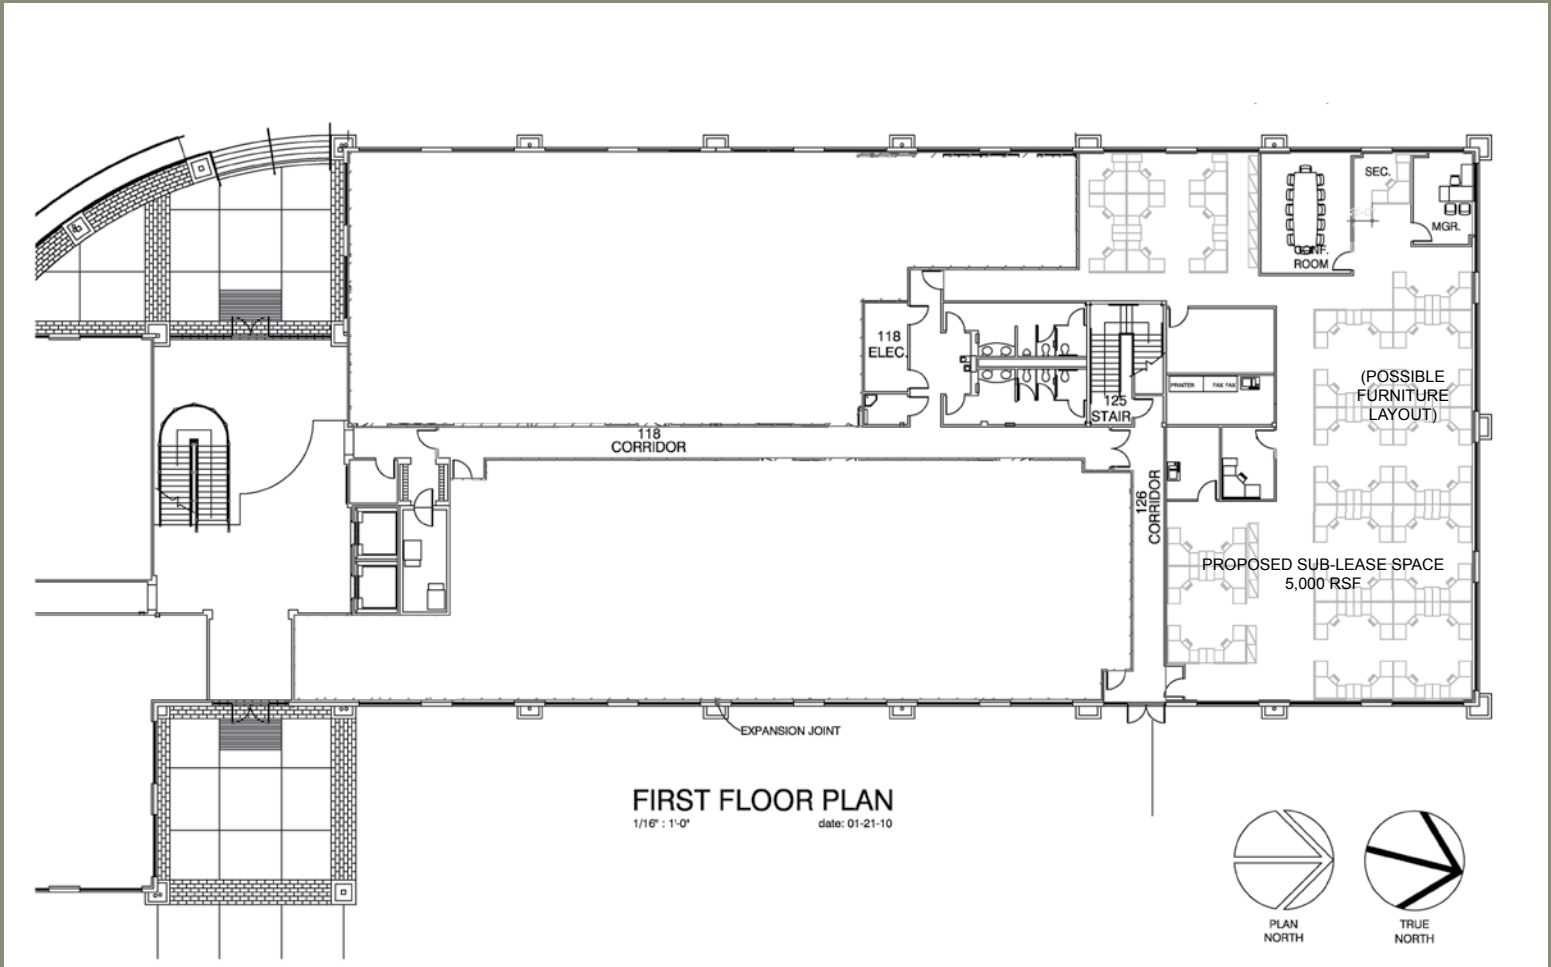 SEC.
MGR.
CONF.
ROOM
118
ELEC.
(POSSIBLE
FURNITURE
LAYOUT)
PRINTER
FAX FAX
125
STAIR
118
CORRIDOR
126
CORRIDOR
PROPOSED SUB-LEASE SPACE
5,000 RSF
EXPANSION JOINT
FIRST FLOOR PLAN
1/16" : 1'-0"
date: 01-21-10
PLAN
NORTH
TRUE
NORTH